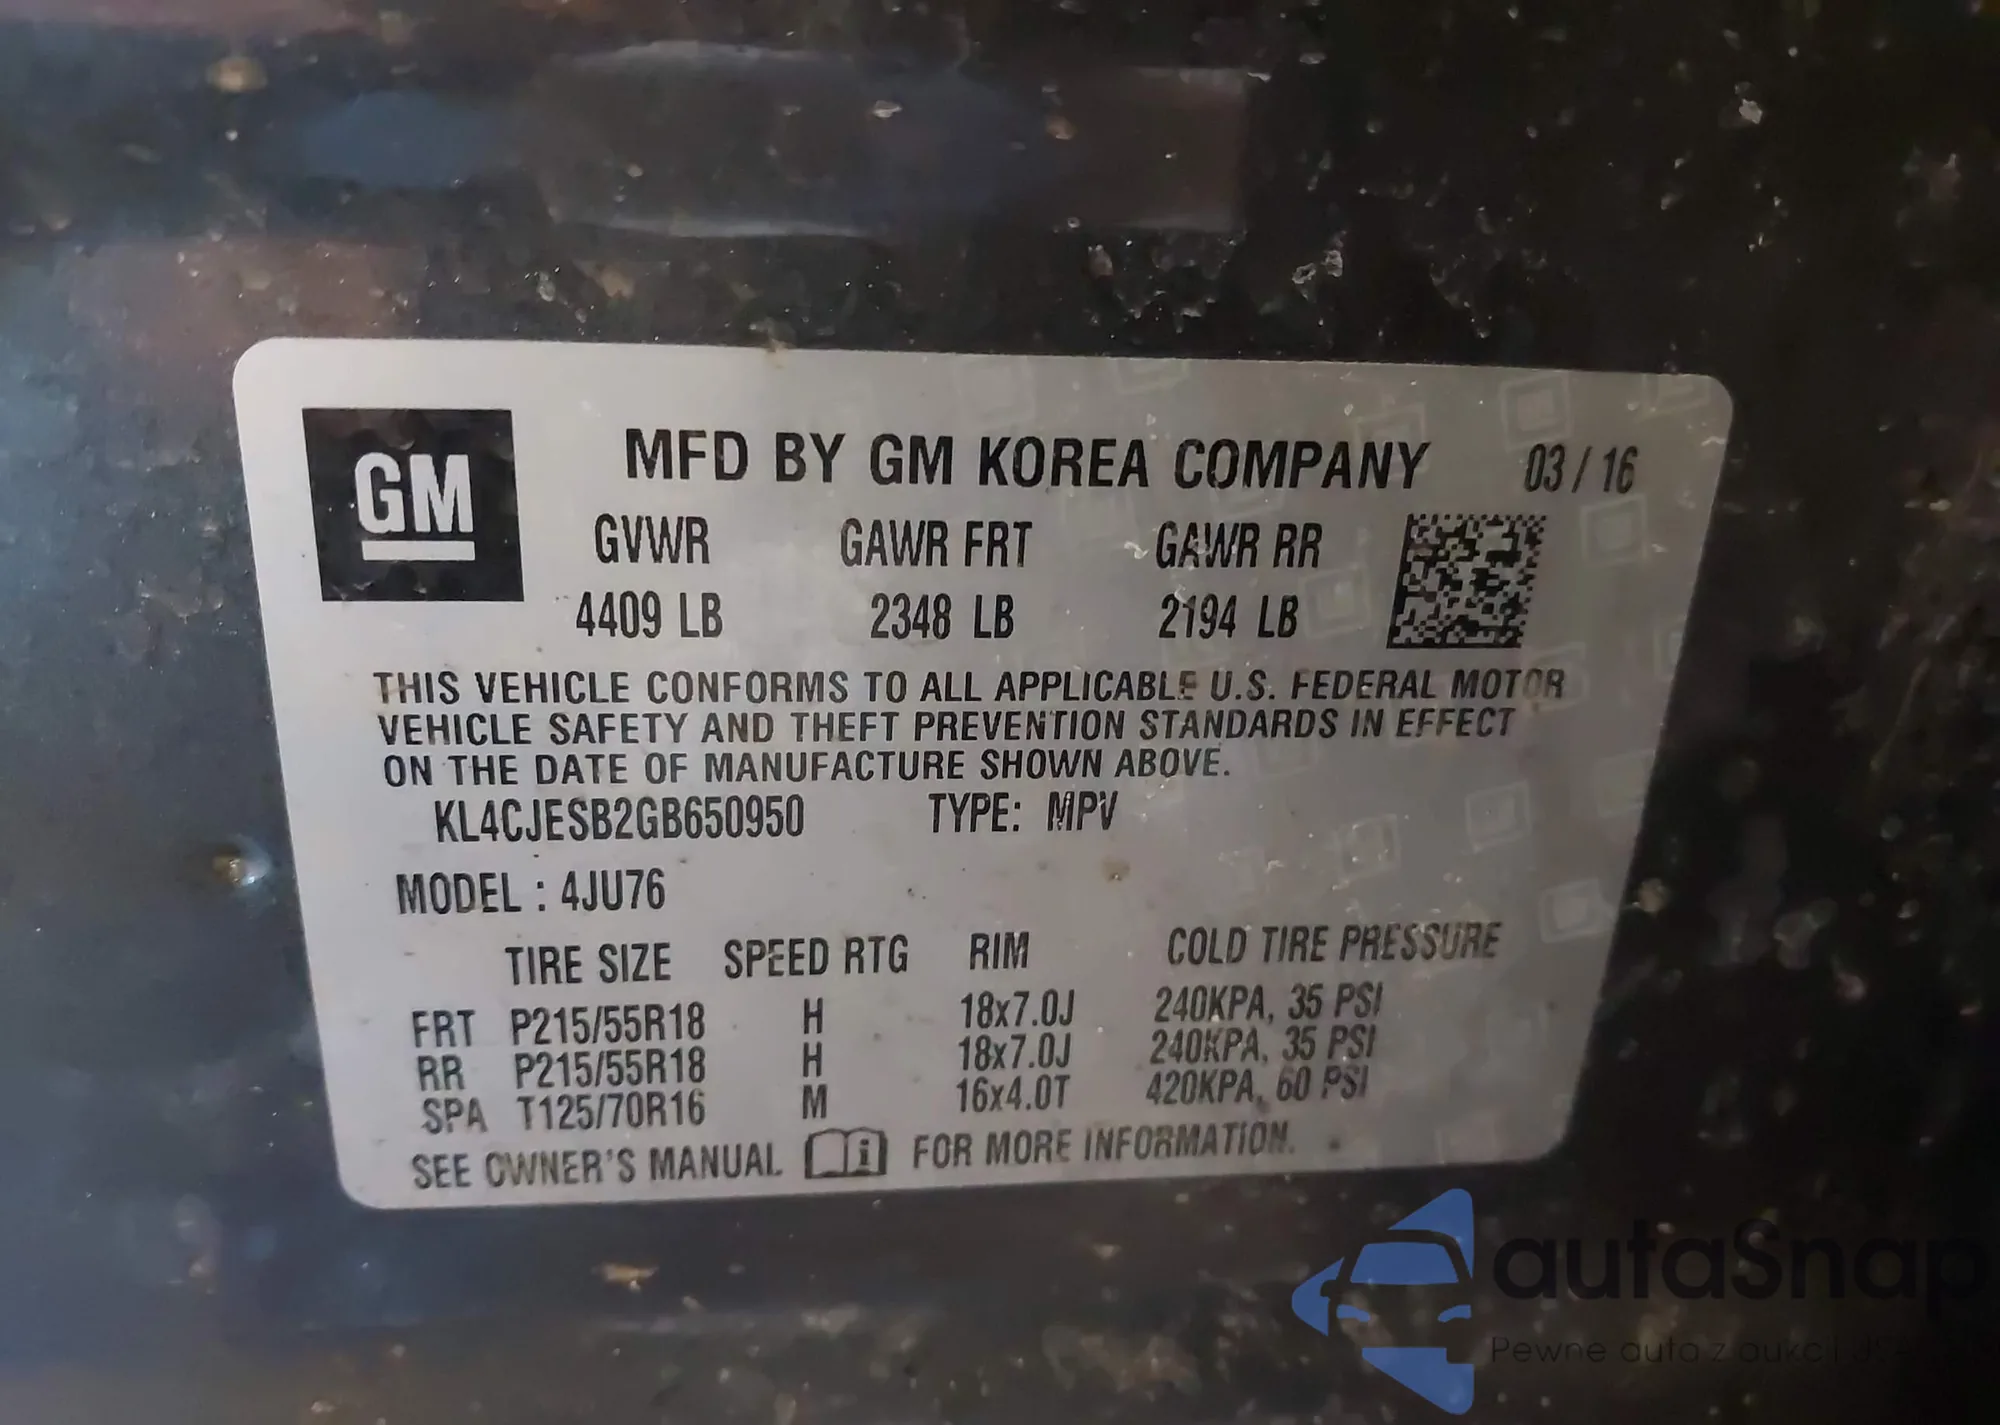 GM
MFD BY GM KOREA COMPANY 03 / 16
GVWR GAWR FRT GAWR RR
4409 LB 2348 LB 2194 LB
THIS VEHICLE CONFORMS TO ALL APPLICABLE U.S. FEDERAL MOTOR
VEHICLE SAFETY AND THEFT PREVENTION STANDARDS IN EFFECT
ON THE DATE OF MANUFACTURE SHOWN ABOVE.
KL4CJESB2GB650950 TYPE: MPV
MODEL : 4JU76
TIRE SIZE SPEED RTG RIM COLD TIRE PRESSURE
FRT P215/55R18 H 18x7.0J 240KPA, 35 PSI
RR P215/55R18 H 18x7.0J 240KPA, 35 PSI
SPA T125/70R16 M 16x4.0T 420KPA, 60 PSI
SEE OWNER'S MANUAL i FOR MORE INFORMATION.
autaSnap
Pewne auta z aukcji